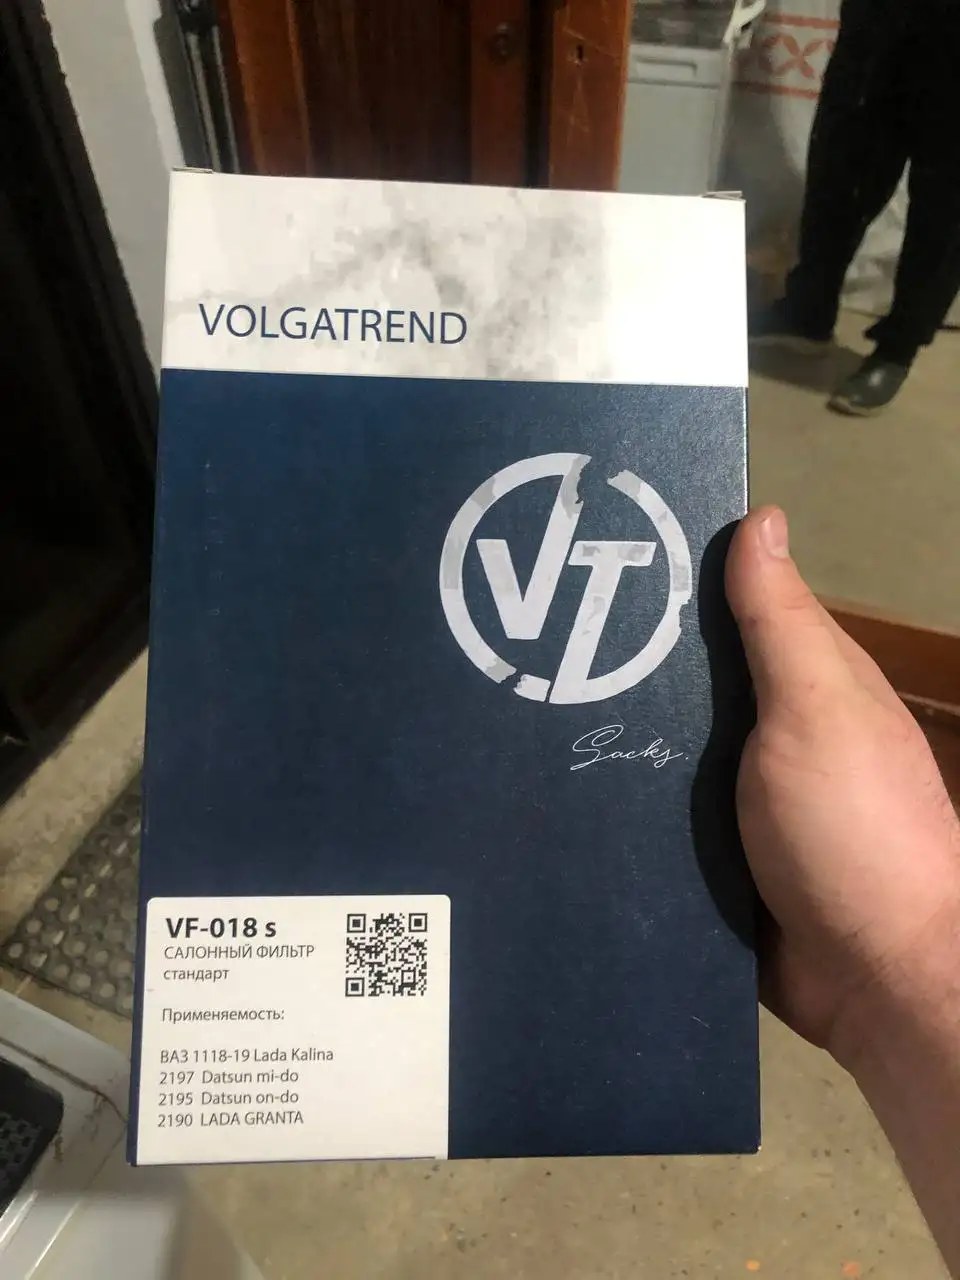 VOLGATREND
VT
Sacks.
VF-018 s
САЛОННЫЙ ФИЛЬТР
стандарт
Применяемость:
ВАЗ 1118-19 Lada Kalina
2197 Datsun mi-do
2195 Datsun on-do
2190 LADA GRANTA